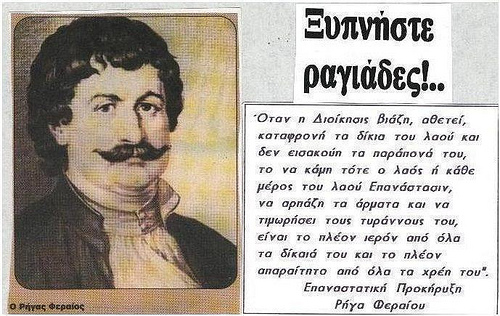 Ξυπνήστε
ραγιάδες!..
"Όταν η Διοίκησις βιάζη, αθετεί,
καταφρονή τα δίκια του λαού και
δεν εισακούη τα παράπονά του,
το να κάμη τότε ο λαός ή κάθε
μέρος του λαού Επανάστασιν,
να αρπάζη τα άρματα και να
τιμωρήσει τους τυράννους του,
είναι το πλέον ιερόν από όλα
τα δίκαιά του και το πλέον
απαραίτητο από όλα τα χρέη του".
Επαναστατική Προκήρυξη
Ρήγα Φεραίου
Ο Ρήγας Φεραίος